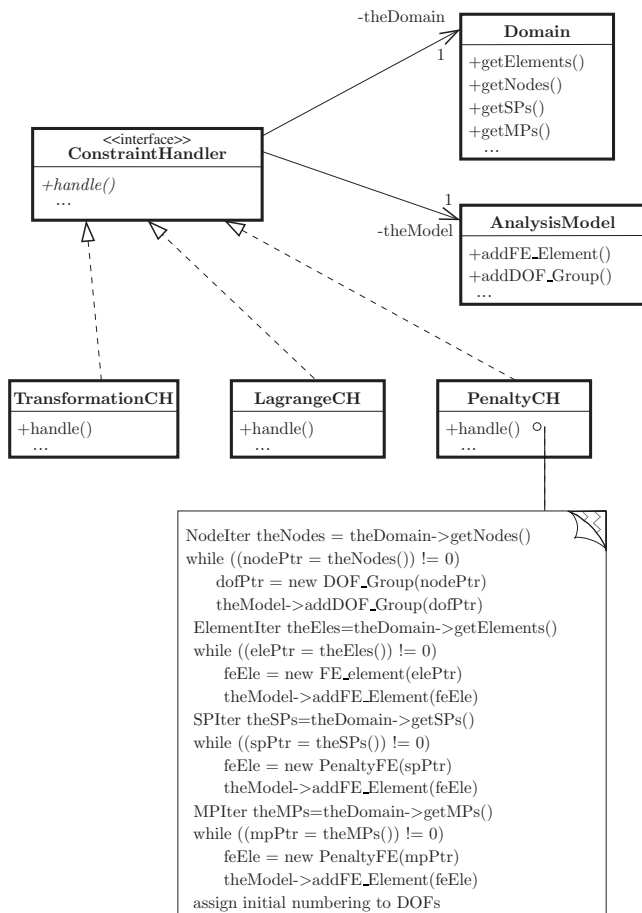 -theDomain
1
Domain
+getElements()
+getNodes()
+getSPs()
+getMPs()
...
<<interface>>
ConstraintHandler
+handle()
...
1
-theModel
AnalysisModel
+addFE_Element()
+addDOF_Group()
...
TransformationCH
+handle()
...
LagrangeCH
+handle()
...
PenaltyCH
+handle()
...
NodeIter theNodes = theDomain->getNodes()
while ((nodePtr = theNodes()) != 0)
dofPtr = new DOF_Group(nodePtr)
theModel->addDOF_Group(dofPtr)
ElementIter theEles=theDomain->getElements()
while ((elePtr = theEles()) != 0)
feEle = new FE_element(elePtr)
theModel->addFE_Element(feEle)
SPIter theSPs=theDomain->getSPs()
while ((spPtr = theSPs()) != 0)
feEle = new PenaltyFE(spPtr)
theModel->addFE_Element(feEle)
MPIter theMPs=theDomain->getMPs()
while ((mpPtr = theMPs()) != 0)
feEle = new PenaltyFE(mpPtr)
theModel->addFE_Element(feEle)
assign initial numbering to DOFs